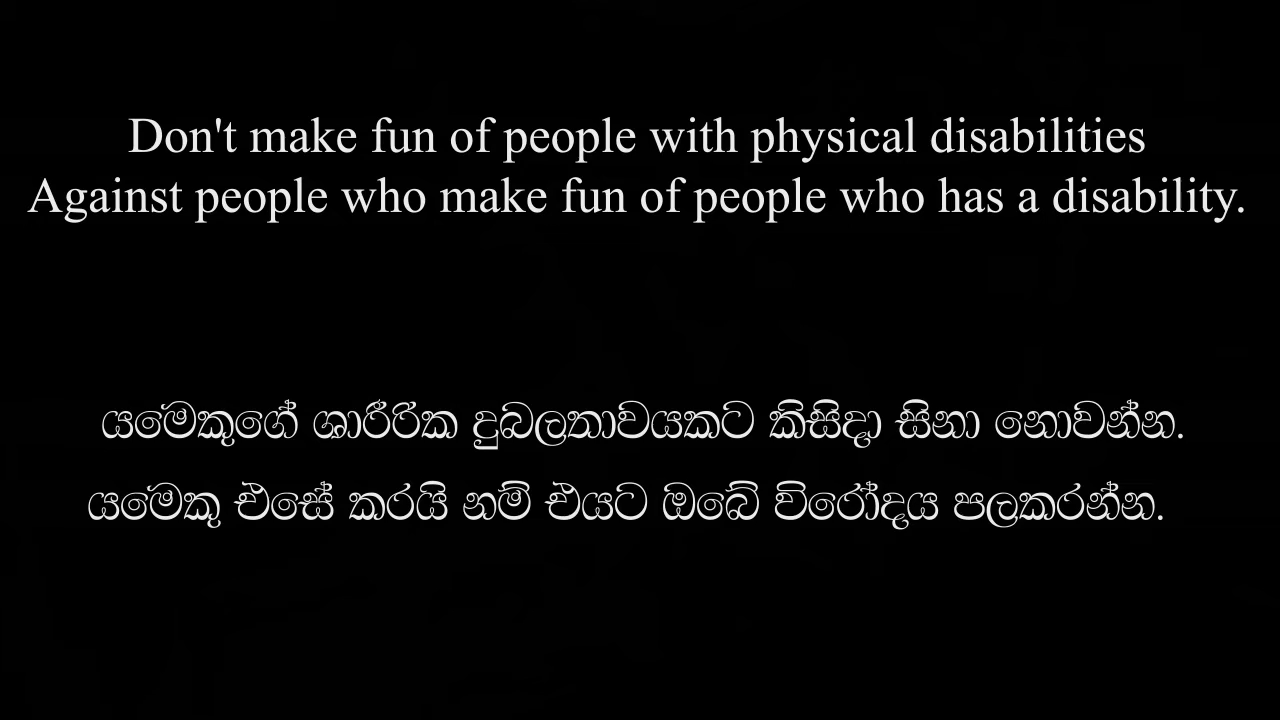 Don't make fun of people with physical disabilities
Against people who make fun of people who has a disability.
යමෙකුගේ ශාරීරික දුබලතාවයකට කිසිදා සිනා නොවන්න.
යමෙකු එසේ කරයි නම් එයට ඔබේ විරෝදය පලකරන්න.